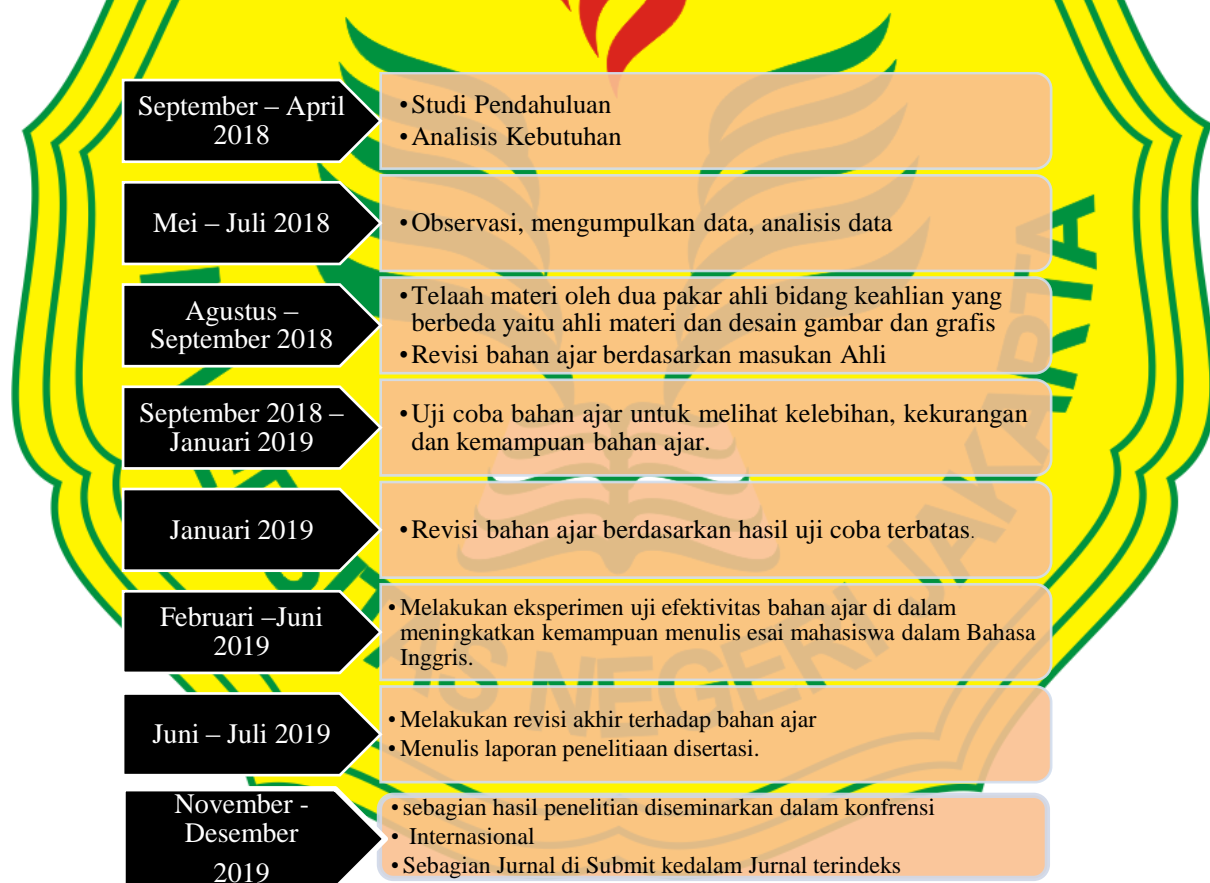 September – April
2018
•Studi Pendahuluan
•Analisis Kebutuhan
Mei – Juli 2018
•Observasi, mengumpulkan data, analisis data
Agustus –
September 2018
•Telaah materi oleh dua pakar ahli bidang keahlian yang
berbeda yaitu ahli materi dan desain gambar dan grafis
•Revisi bahan ajar berdasarkan masukan Ahli
September 2018 –
Januari 2019
•Uji coba bahan ajar untuk melihat kelebihan, kekurangan
dan kemampuan bahan ajar.
Januari 2019
•Revisi bahan ajar berdasarkan hasil uji coba terbatas.
Februari –Juni
2019
•Melakukan eksperimen uji efektivitas bahan ajar di dalam
meningkatkan kemampuan menulis esai mahasiswa dalam Bahasa
Inggris.
Juni – Juli 2019
•Melakukan revisi akhir terhadap bahan ajar
•Menulis laporan penelitiaan disertasi.
November -
Desember
2019
•sebagian hasil penelitian diseminarkan dalam konfrensi
• Internasional
•Sebagian Jurnal di Submit kedalam Jurnal terindeks
NEGERI JAKARTA